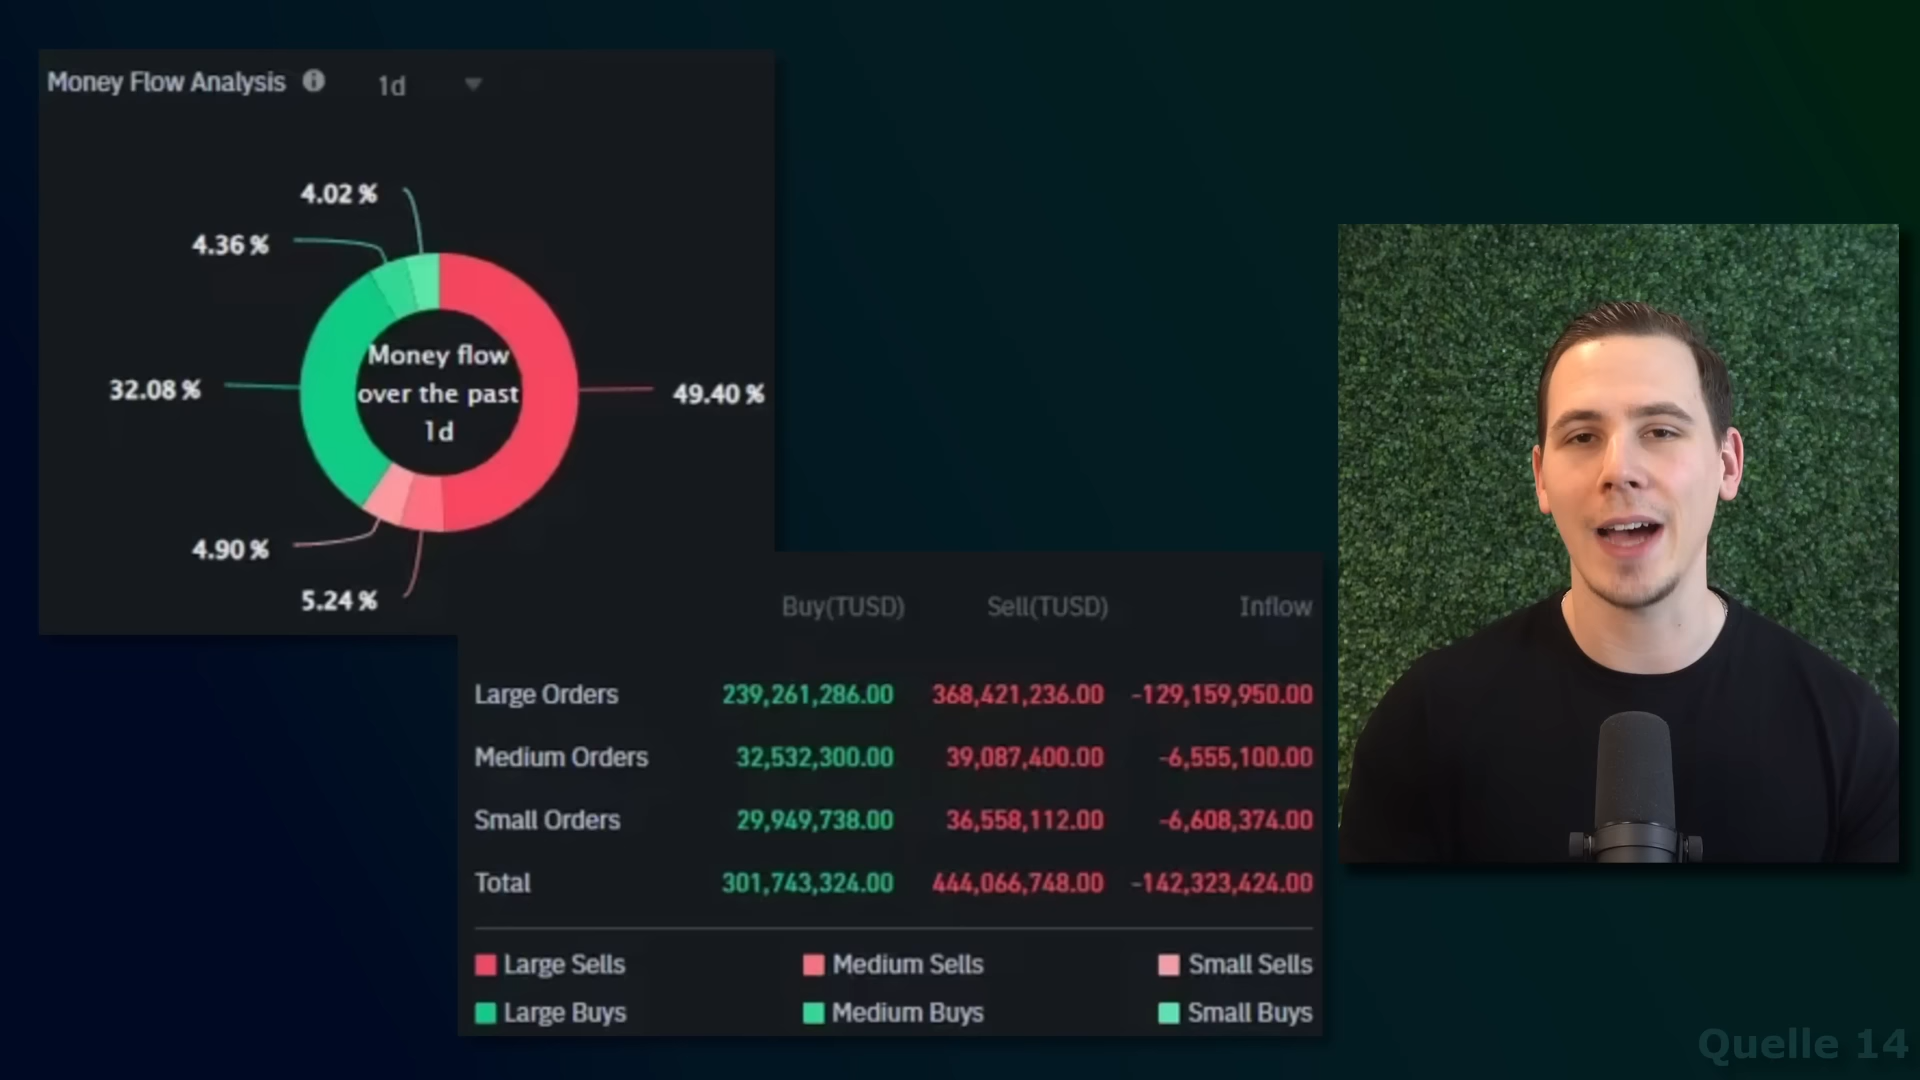 Money Flow Analysis
1d
4.02 %
4.36 %
32.08 %
Money flow
over the past
1d
49.40 %
4.90 %
5.24 %
Buy(TUSD) Sell(TUSD) Inflow
Large Orders 239,261,286.00 368,421,236.00 -129,159,950.00
Medium Orders 32,532,300.00 39,087,400.00 -6,555,100.00
Small Orders 29,949,738.00 36,558,112.00 -6,608,374.00
Total 301,743,324.00 444,066,748.00 -142,323,424.00
Large Sells Medium Sells Small Sells
Large Buys Medium Buys Small Buys
Quelle 14